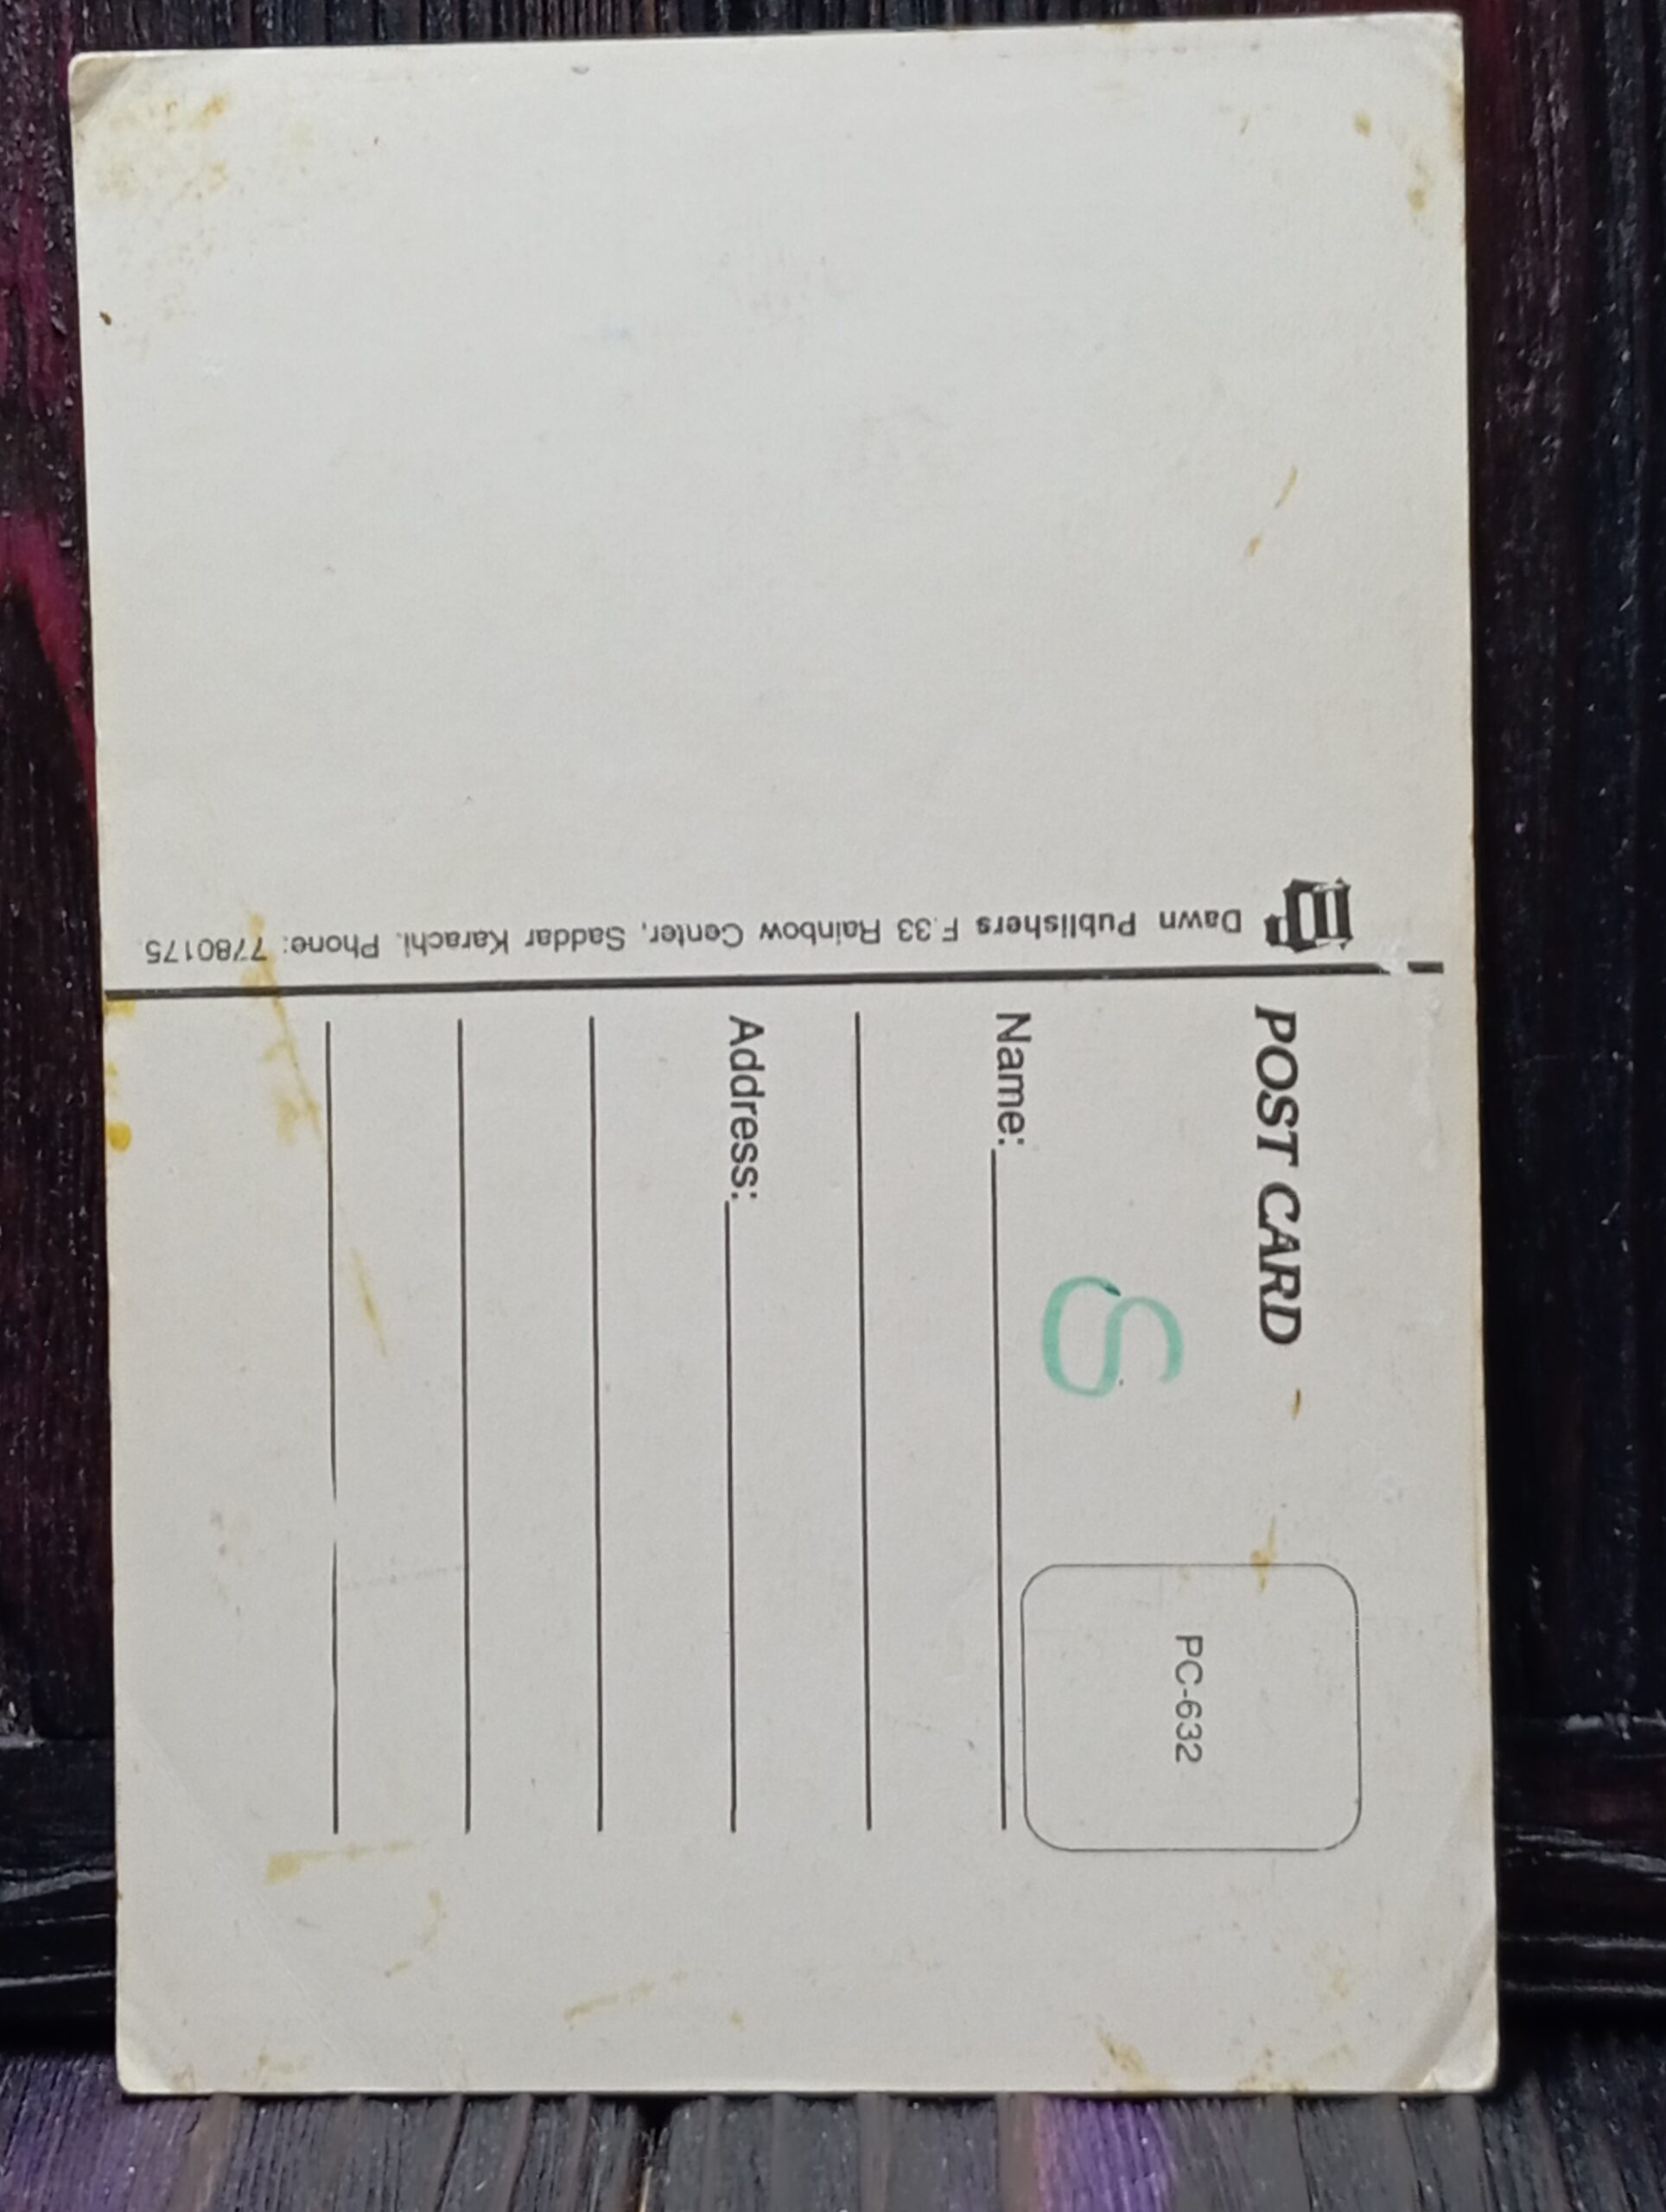 POST CARD
PC-632
S
Name:
Address:
Dawn Publishers F.33 Rainbow Center, Saddar Karachi. Phone: 7780175